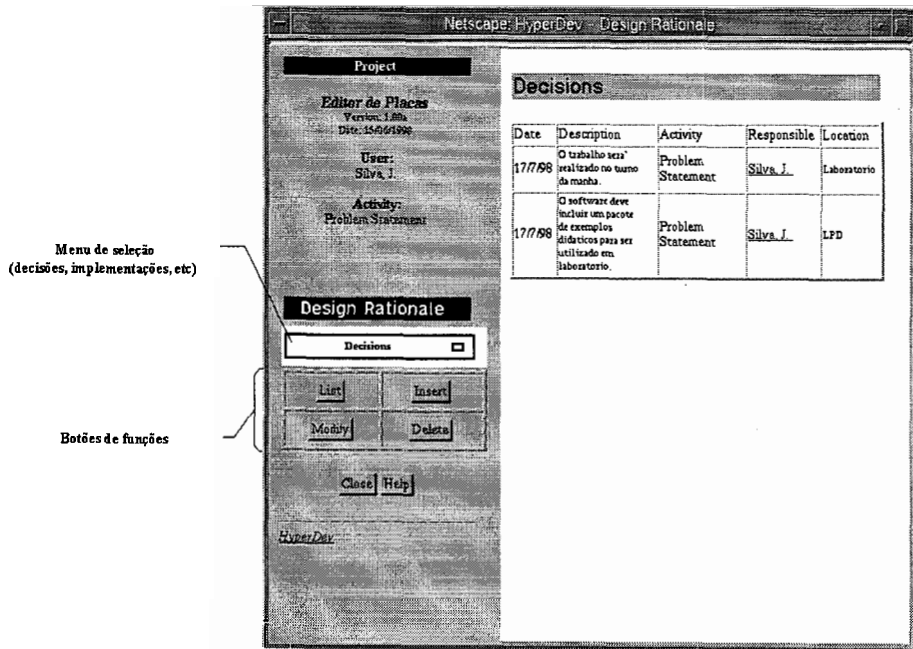 Netscape: HyperDev - Design Rationale
Project
Editor de Placas
Version: 1.00a
Date: 15/06/1998
User:
Silva, J.
Activity:
Problem Statement
Menu de seleção
(decisões, implementações, etc)
Design Rationale
Decisions
List Insert
Modify Delete
Botões de funções
Close Help
HyperDev
Decisions
Date Description Activity Responsible Location
17/7/98 O trabalho sera' realizado no turno da manha. Problem Statement Silva, J. Laboratorio
17/7/98 O software deve incluir um pacote de exemplos didaticos para ser utilizado em laboratorio. Problem Statement Silva, J. LPD